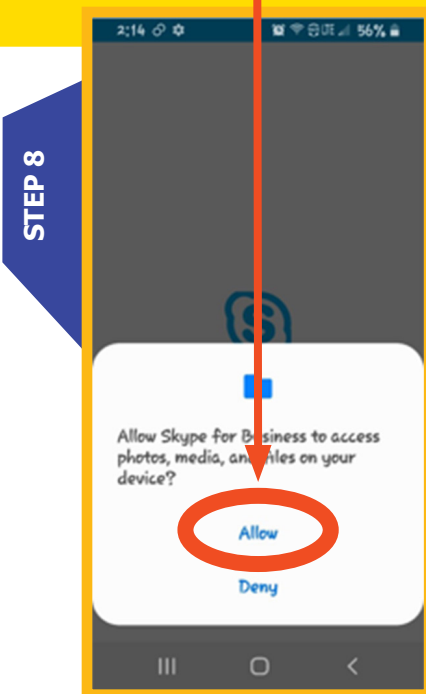 2:14 56%
STEP 8
S
Allow Skype for Business to access
photos, media, and files on your
device?
Allow
Deny